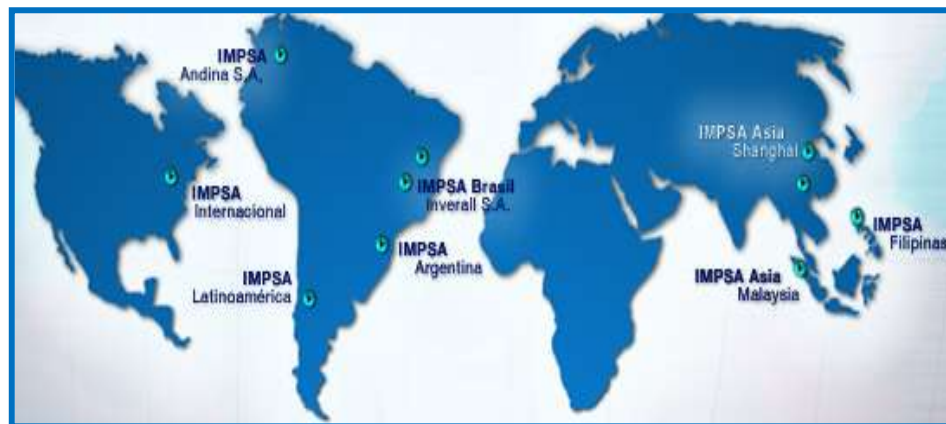 IMPSA
Andina S.A.
IMPSA
Internacional
IMPSA Brasil
Inverall S.A.
IMPSA
Argentina
IMPSA
Latinoamérica
IMPSA Asia
Shanghai
IMPSA
Filipinas
IMPSA Asia
Malaysia